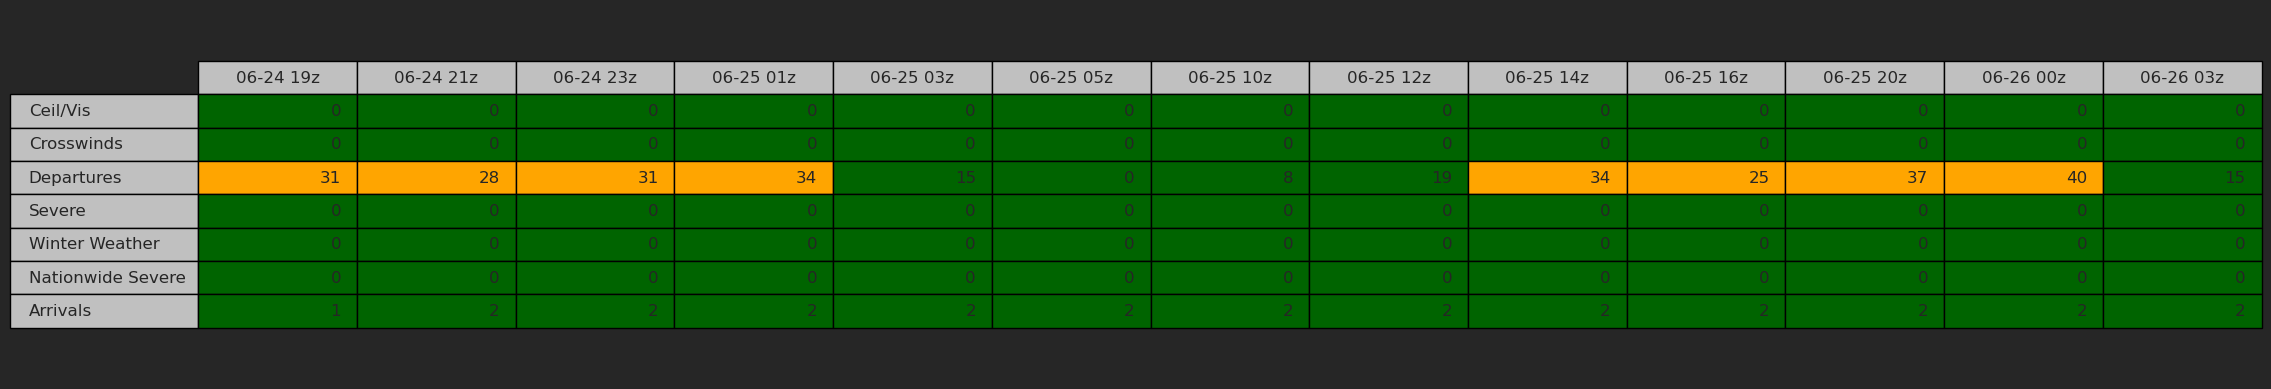 06-24 19z 06-24 21z 06-24 23z 06-25 01z 06-25 03z 06-25 05z 06-25 10z 06-25 12z 06-25 14z 06-25 16z 06-25 20z 06-26 00z 06-26 03z
Ceil/Vis 0 0 0 0 0 0 0 0 0 0 0 0 0
Crosswinds 0 0 0 0 0 0 0 0 0 0 0 0 0
Departures 31 28 31 34 15 0 8 19 34 25 37 40 15
Severe 0 0 0 0 0 0 0 0 0 0 0 0 0
Winter Weather 0 0 0 0 0 0 0 0 0 0 0 0 0
Nationwide Severe 0 0 0 0 0 0 0 0 0 0 0 0 0
Arrivals 1 2 2 2 2 2 2 2 2 2 2 2 2